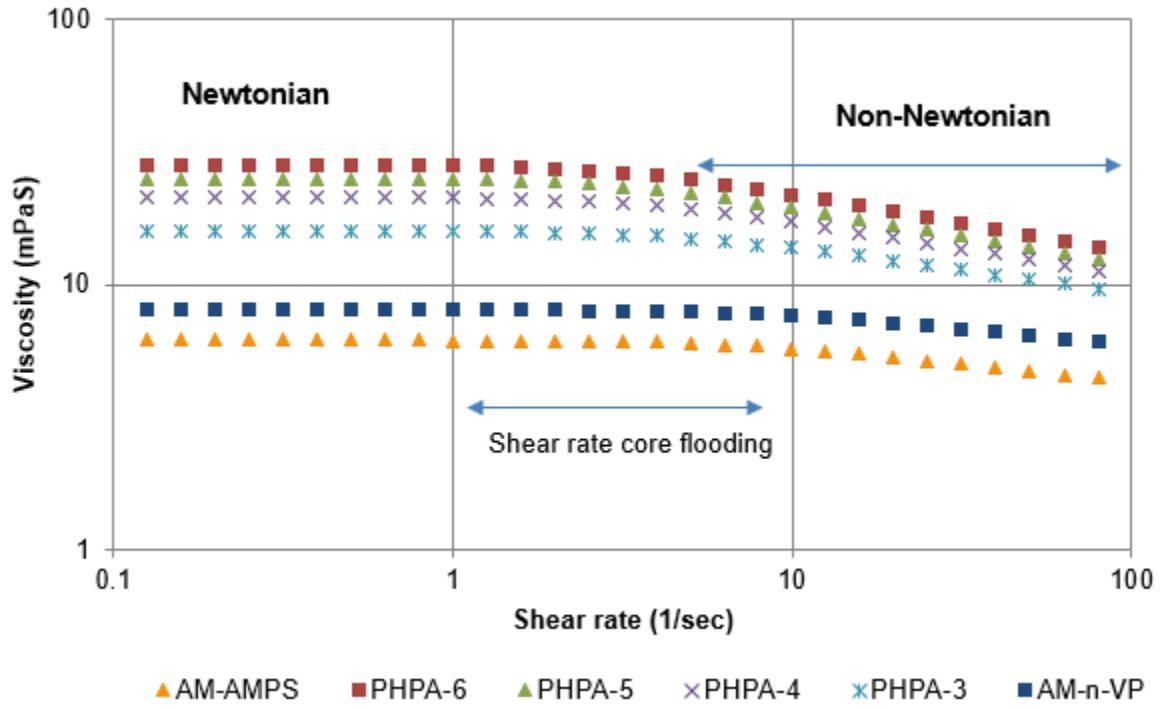 100
Newtonian
Non-Newtonian
Viscosity (mPaS)
10
Shear rate core flooding
1
0.1 1 10 100
Shear rate (1/sec)
AM-AMPS PHPA-6 PHPA-5 PHPA-4 PHPA-3 AM-n-VP